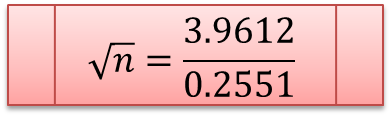 √n = 3.9612 / 0.2551